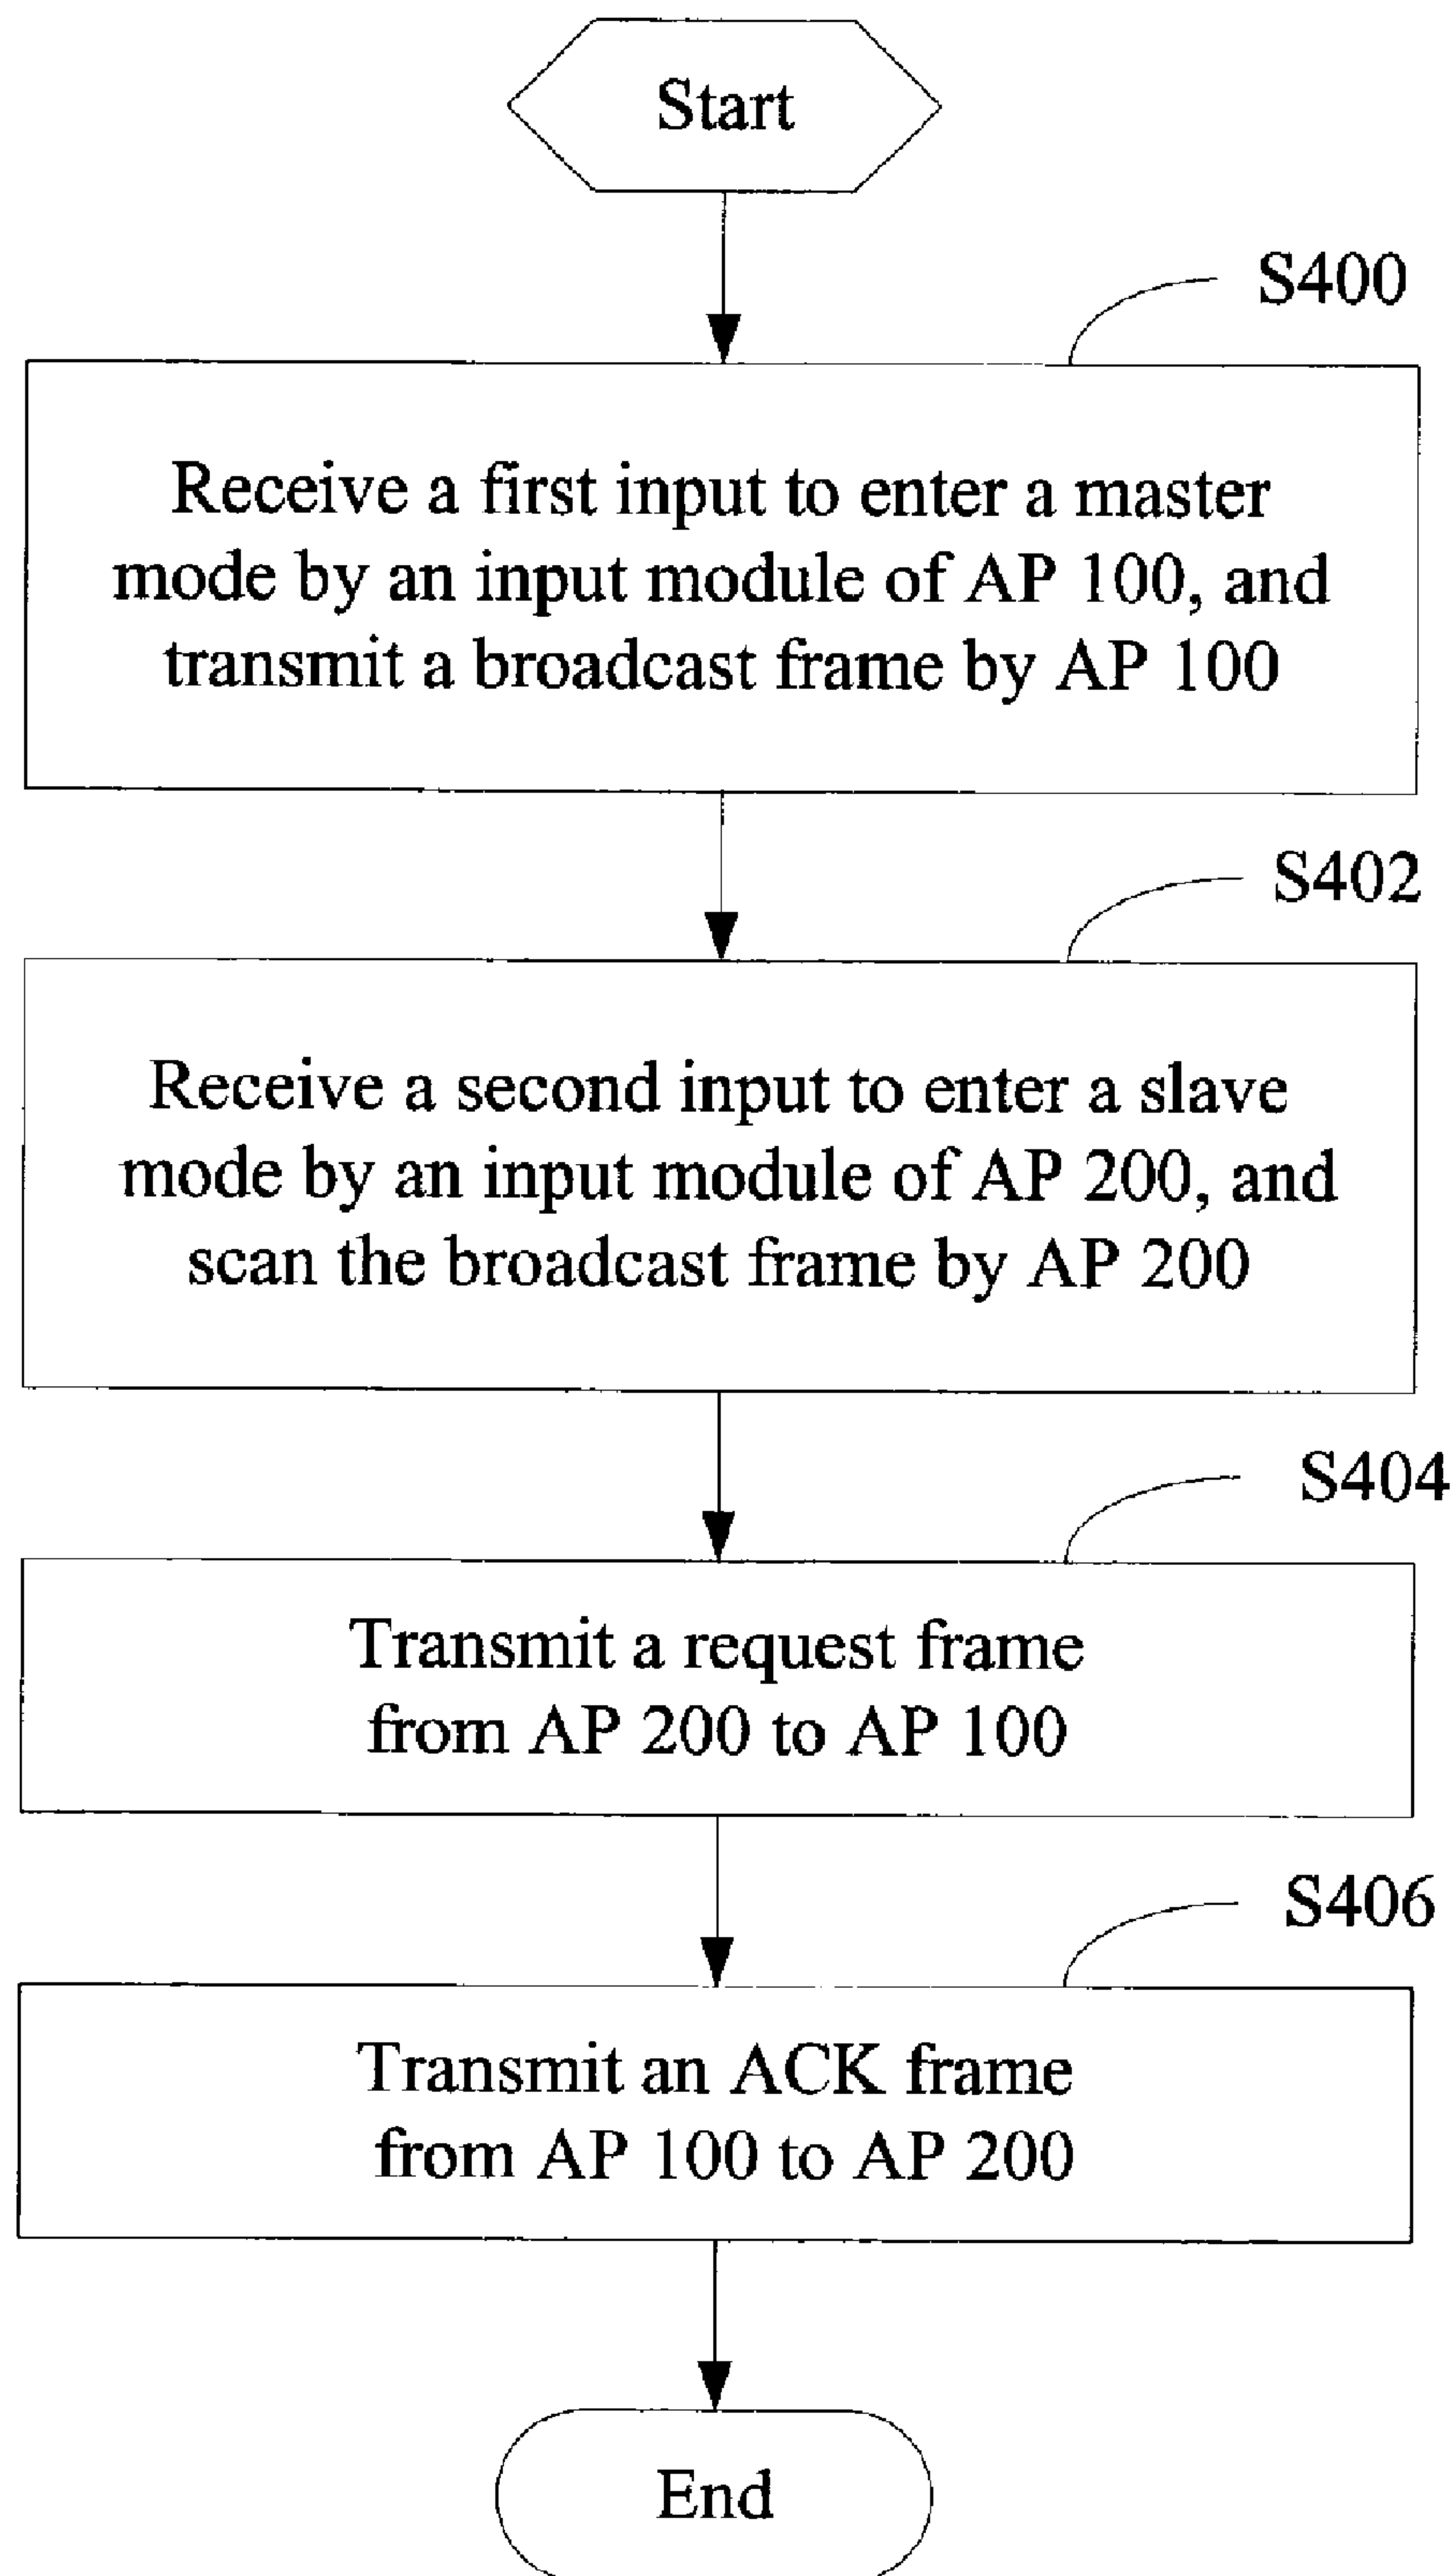 Start
S400
Receive a first input to enter a master
mode by an input module of AP 100, and
transmit a broadcast frame by AP 100
S402
Receive a second input to enter a slave
mode by an input module of AP 200, and
scan the broadcast frame by AP 200
S404
Transmit a request frame
from AP 200 to AP 100
S406
Transmit an ACK frame
from AP 100 to AP 200
End